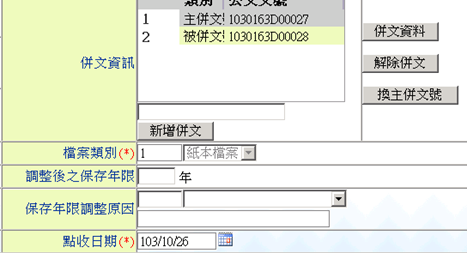 類別 公文文號
1 主併文! 1030163D00027
2 被併文! 1030163D00028
併文資訊
併文資料
解除併文
換主併文號
新增併文
檔案類別(*) 1 紙本檔案
調整後之保存年限 年
保存年限調整原因
點收日期(*) 103/10/26